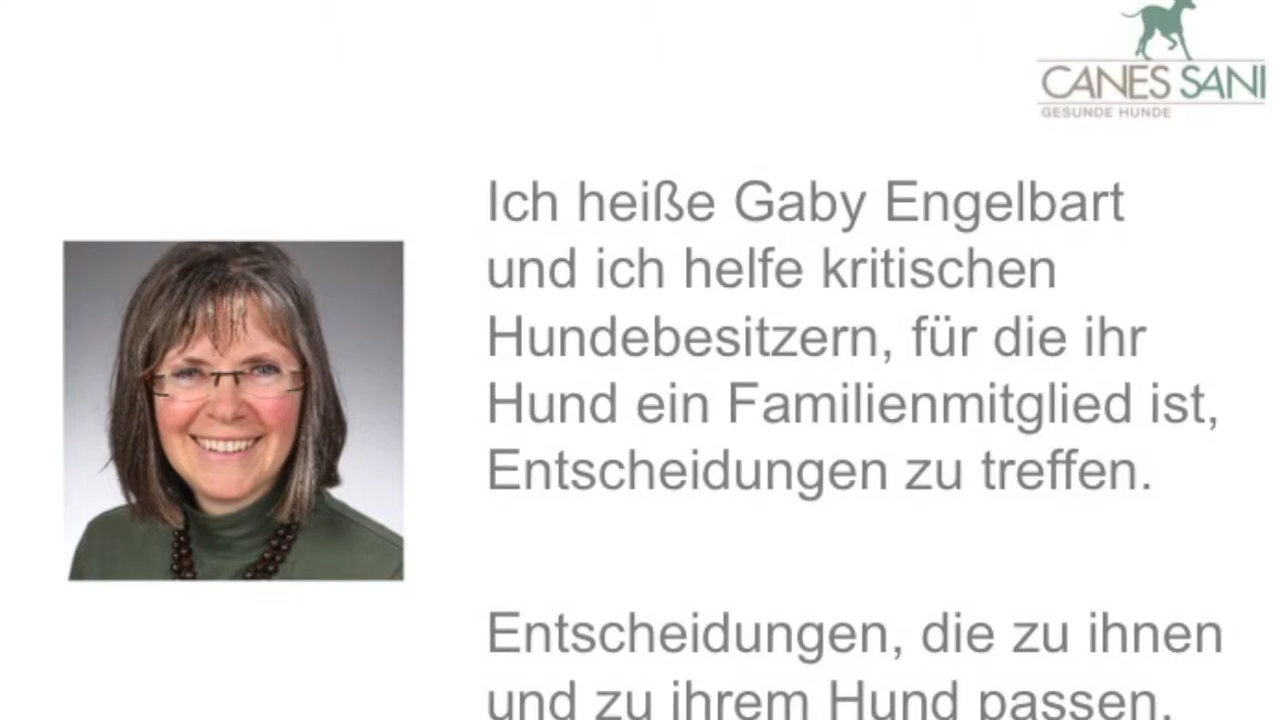 CANES SANI
GESUNDE HUNDE
Ich heiße Gaby Engelbart
und ich helfe kritischen
Hundebesitzern, für die ihr
Hund ein Familienmitglied ist,
Entscheidungen zu treffen.
Entscheidungen, die zu ihnen
und zu ihrem Hund passen.